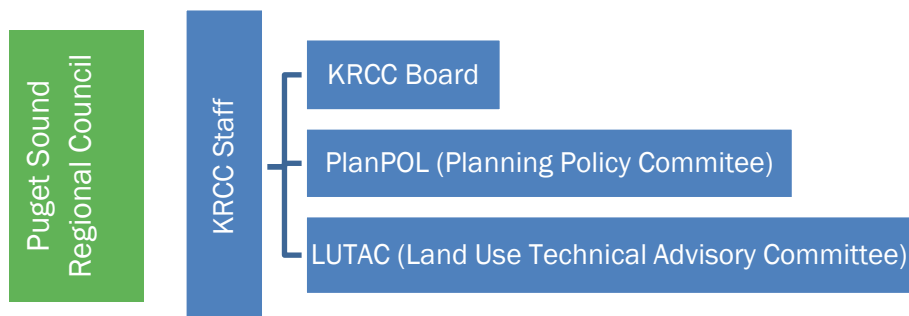 Puget Sound
Regional Council
KRCC Staff
KRCC Board
PlanPOL (Planning Policy Commitee)
LUTAC (Land Use Technical Advisory Committee)